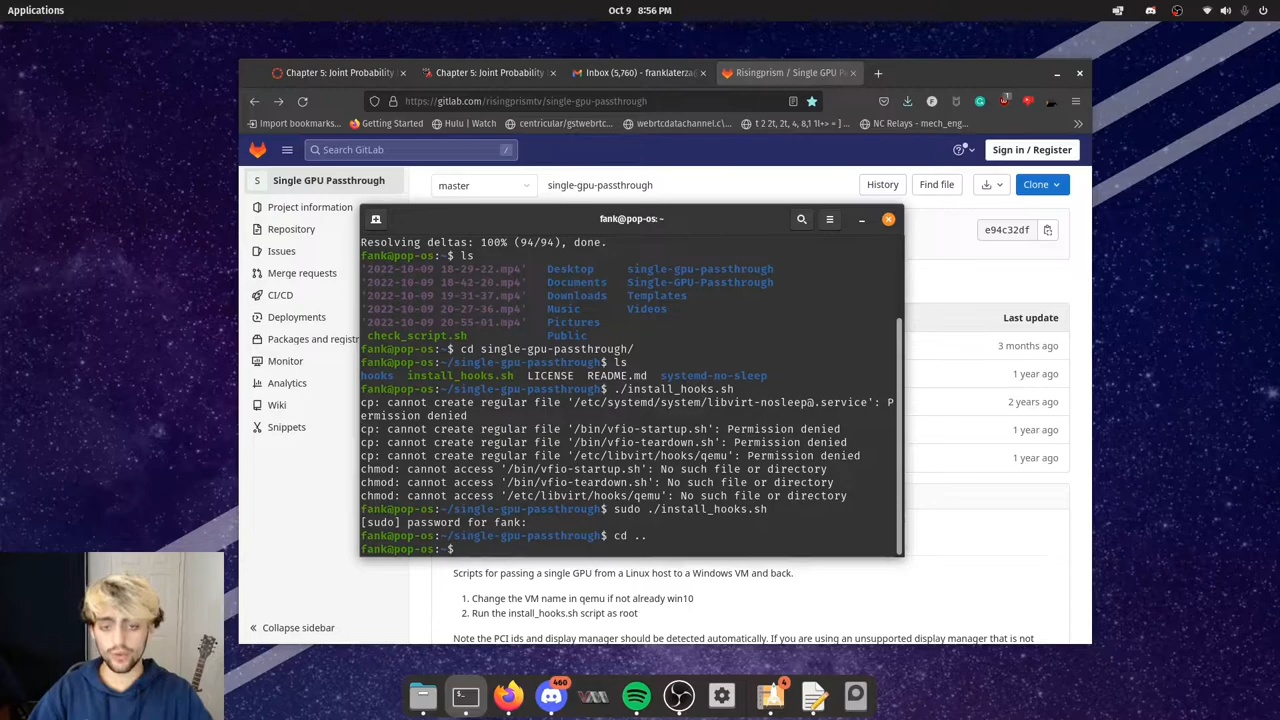 Applications
Oct 9 8:56 PM
Chapter 5: Joint Probability
Chapter 5: Joint Probability
Inbox (5,760) - franklaterza
Risingprism / Single GPU P
https://gitlab.com/risingprismtv/single-gpu-passthrough
Import bookmarks...
Getting Started
Hulu | Watch
centricular/gstwebrtc...
webrtcdatachannel.c\...
t 2t 2t, 2t, 4, 8,1 1l+> = ] ...
NC Relays - mech_eng...
Search GitLab
/
Sign in / Register
S
Single GPU Passthrough
master
single-gpu-passthrough
History
Find file
Clone
Project information
Repository
Issues
Merge requests
CI/CD
Deployments
Packages and registr
Monitor
Analytics
Wiki
Snippets
Collapse sidebar
e94c32df
Last update
3 months ago
1 year ago
2 years ago
1 year ago
1 year ago
fank@pop-os: ~
Resolving deltas: 100% (94/94), done.
fank@pop-os:~$ ls
'2022-10-09 18-29-22.mp4' Desktop single-gpu-passthrough
'2022-10-09 18-42-20.mp4' Documents Single-GPU-Passthrough
'2022-10-09 19-31-37.mp4' Downloads Templates
'2022-10-09 20-27-36.mp4' Music Videos
'2022-10-09 20-55-01.mp4' Pictures
check_script.sh Public
fank@pop-os:~$ cd single-gpu-passthrough/
fank@pop-os:~/single-gpu-passthrough$ ls
hooks install_hooks.sh LICENSE README.md systemd-no-sleep
fank@pop-os:~/single-gpu-passthrough$ ./install_hooks.sh
cp: cannot create regular file '/etc/systemd/system/libvirt-nosleep@.service': P
ermission denied
cp: cannot create regular file '/bin/vfio-startup.sh': Permission denied
cp: cannot create regular file '/bin/vfio-teardown.sh': Permission denied
cp: cannot create regular file '/etc/libvirt/hooks/qemu': Permission denied
chmod: cannot access '/bin/vfio-startup.sh': No such file or directory
chmod: cannot access '/bin/vfio-teardown.sh': No such file or directory
chmod: cannot access '/etc/libvirt/hooks/qemu': No such file or directory
fank@pop-os:~/single-gpu-passthrough$ sudo ./install_hooks.sh
[sudo] password for fank:
fank@pop-os:~/single-gpu-passthrough$ cd ..
fank@pop-os:~$
Scripts for passing a single GPU from a Linux host to a Windows VM and back.
1. Change the VM name in qemu if not already win10
2. Run the install_hooks.sh script as root
Note the PCI ids and display manager should be detected automatically. If you are using an unsupported display manager that is not
460
4